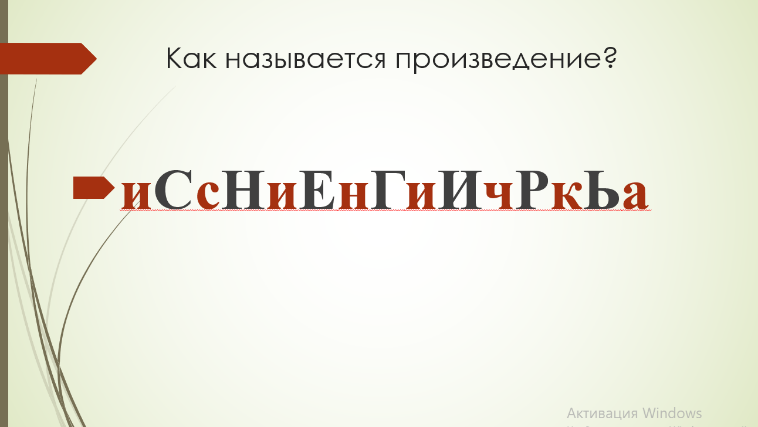 Как называется произведение?
иСсНиЕнГиИчРкЬа
Активация Windows